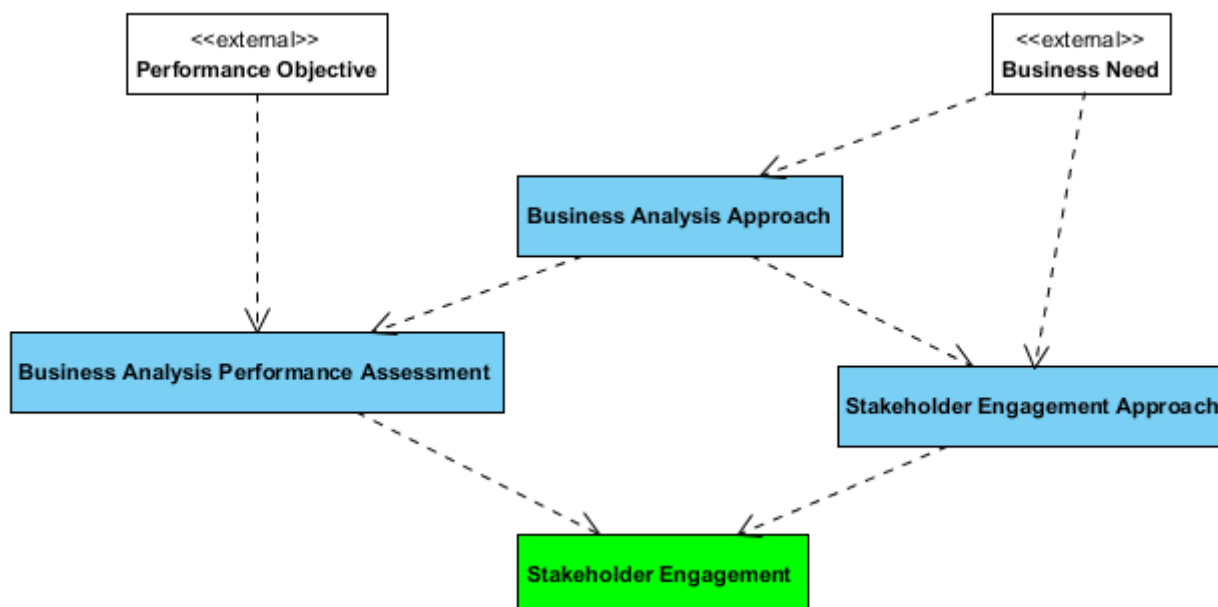 <<external>>
Performance Objective
<<external>>
Business Need
Business Analysis Approach
Business Analysis Performance Assessment
Stakeholder Engagement Approach
Stakeholder Engagement